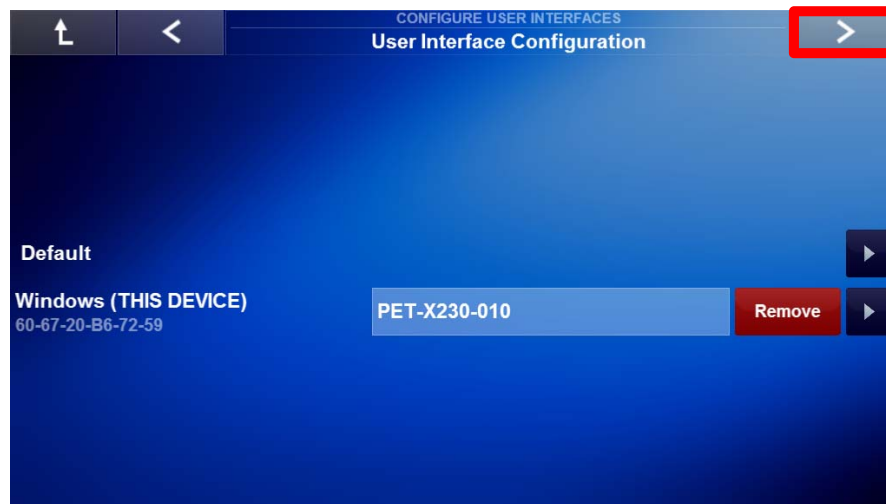 CONFIGURE USER INTERFACES
User Interface Configuration
Default
Windows (THIS DEVICE)
60-67-20-B6-72-59
PET-X230-010
Remove